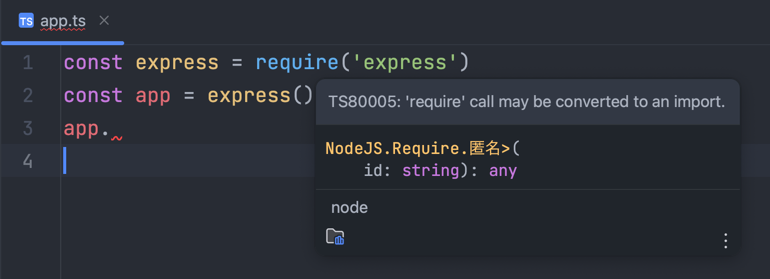 TS app.ts ×
1 const express = require('express')
2 const app = express()
TS80005: 'require' call may be converted to an import.
3 app.
NodeJS.Require.匿名>(
4
id: string): any
node